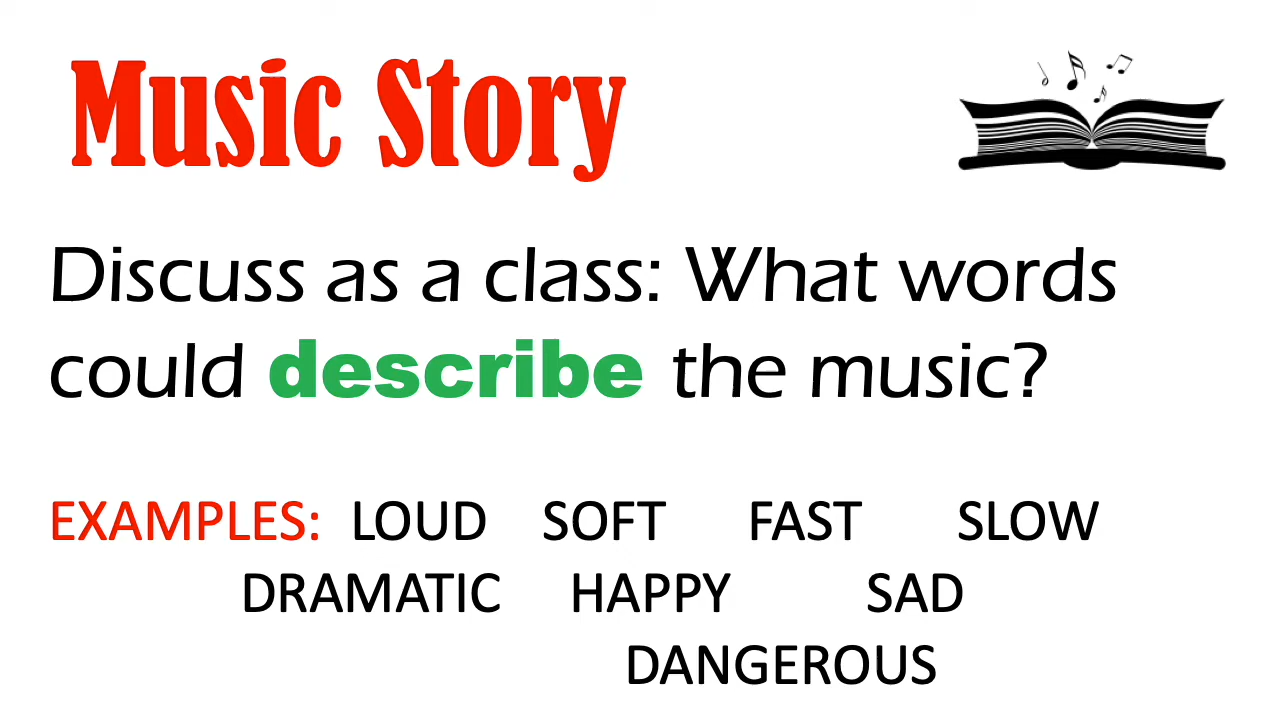 Music Story
Discuss as a class: What words
could describe the music?
EXAMPLES: LOUD SOFT FAST SLOW
DRAMATIC HAPPY SAD
DANGEROUS